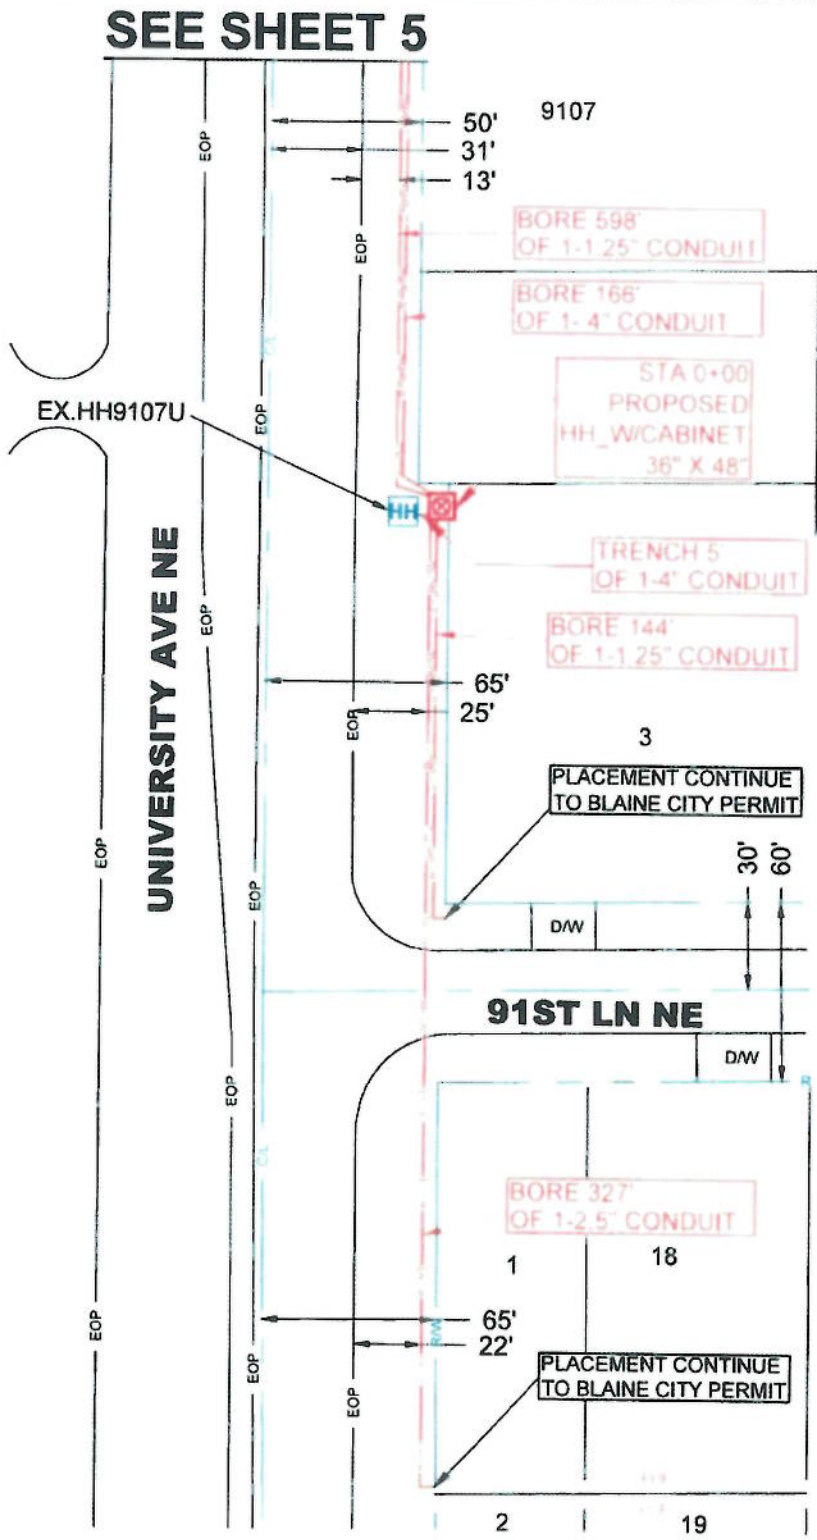 SEE SHEET 5
9107
50'
31'
13'
EOP
EOP
BORE 598'
OF 1-1.25" CONDUIT
BORE 166'
OF 1- 4" CONDUIT
C/L
STA 0+00
PROPOSED
HH_W/CABINET
36" X 48"
EX.HH9107U
EOP
HH
TRENCH 5'
OF 1-4" CONDUIT
UNIVERSITY AVE NE
EOP
BORE 144'
OF 1-1.25" CONDUIT
65'
25'
EOP
3
PLACEMENT CONTINUE
TO BLAINE CITY PERMIT
EOP
30'
60'
EOP
D/W
91ST LN NE
D/W
EOP
R
C/L
BORE 327'
OF 1-2.5" CONDUIT
1
18
65'
R/W
22'
EOP
EOP
PLACEMENT CONTINUE
TO BLAINE CITY PERMIT
EOP
2
19